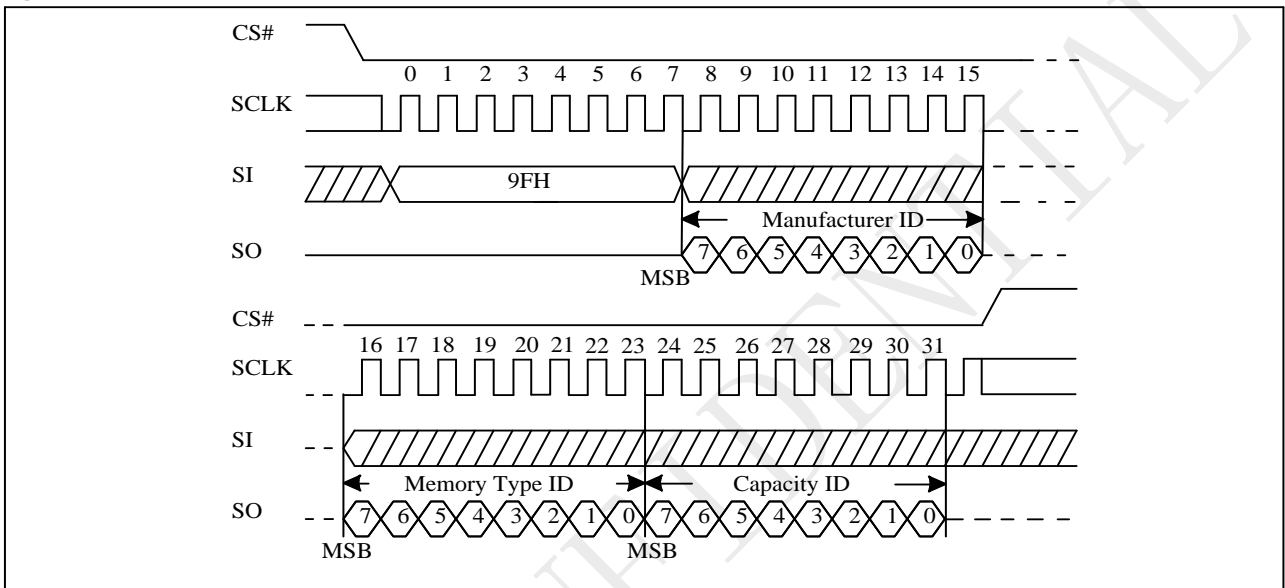 CS#
0 1 2 3 4 5 6 7 8 9 10 11 12 13 14 15
SCLK
SI
9FH
Manufacturer ID
SO
7 6 5 4 3 2 1 0
MSB
CS#
16 17 18 19 20 21 22 23 24 25 26 27 28 29 30 31
SCLK
SI
Memory Type ID Capacity ID
SO
7 6 5 4 3 2 1 0 7 6 5 4 3 2 1 0
MSB MSB
NFIDENTIAL